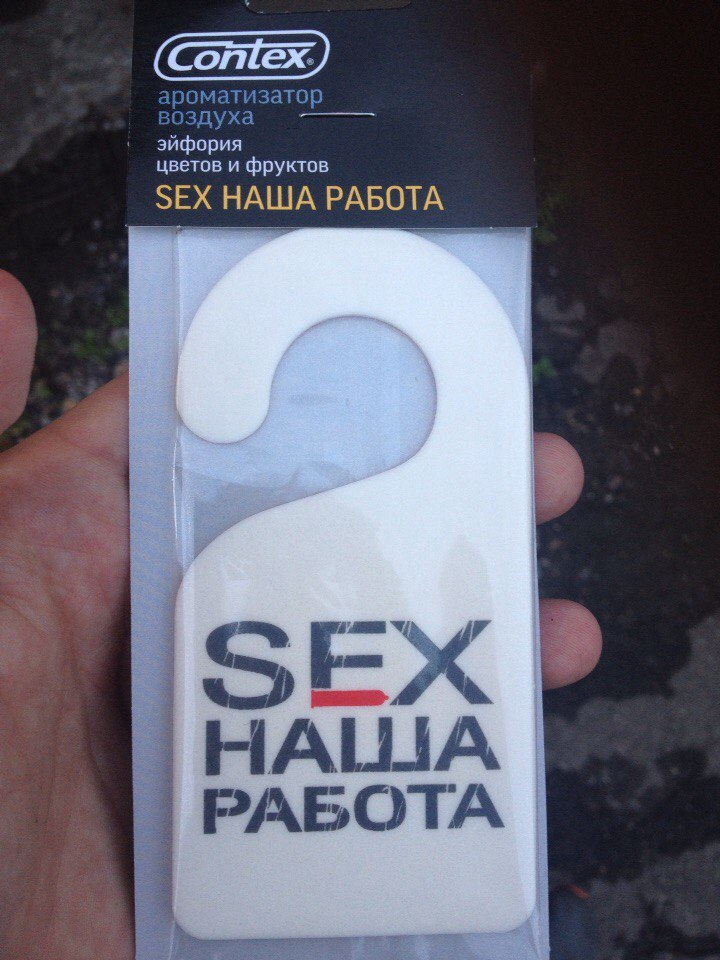 Contex®
ароматизатор
воздуха
эйфория
цветов и фруктов
SEX НАША РАБОТА
SEX
НАША
РАБОТА